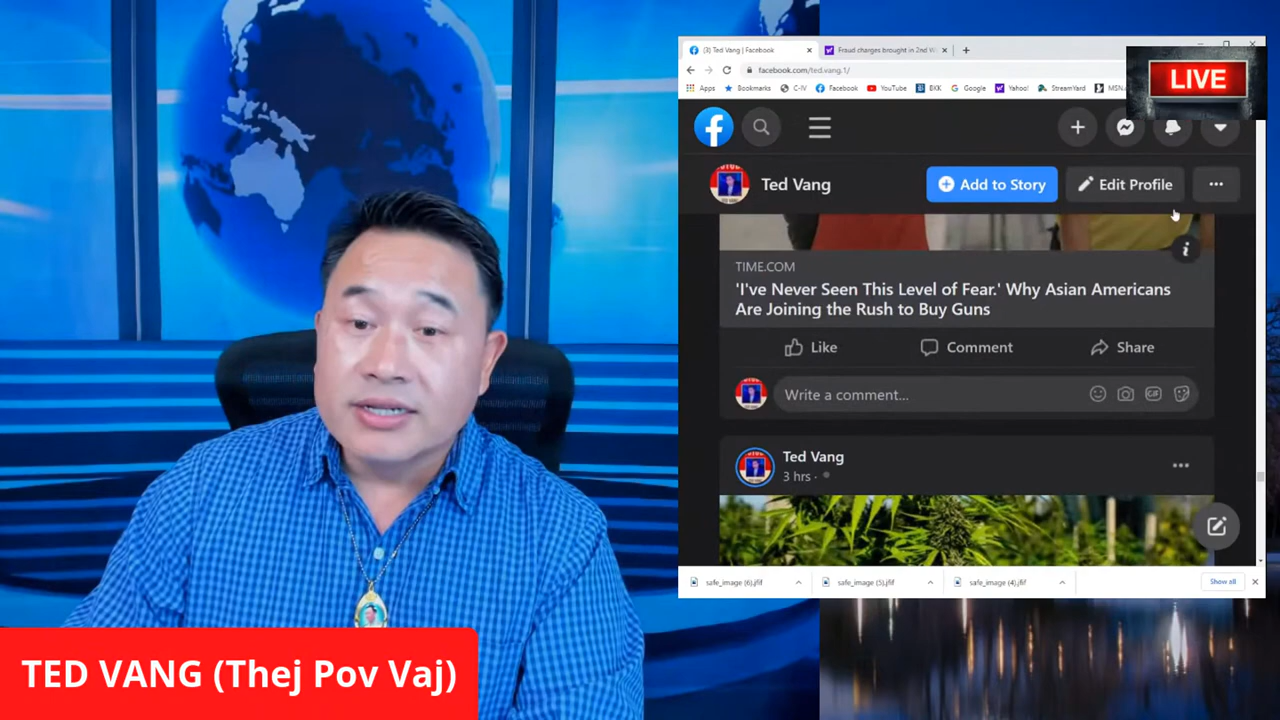 (3) Ted Vang | Facebook
Fraud charges brought in 2nd W
facebook.com/ted.vang.1/
Apps
Bookmarks
C-IV
Facebook
YouTube
BKK
Google
Yahoo!
StreamYard
MSN.
LIVE
Ted Vang
Add to Story
Edit Profile
TIME.COM
'I've Never Seen This Level of Fear.' Why Asian Americans
Are Joining the Rush to Buy Guns
Like
Comment
Share
Write a comment...
GIF
Ted Vang
3 hrs ·
safe_image (6).jfif
safe_image (5).jfif
safe_image (4).jfif
Show all
TED VANG (Thej Pov Vaj)